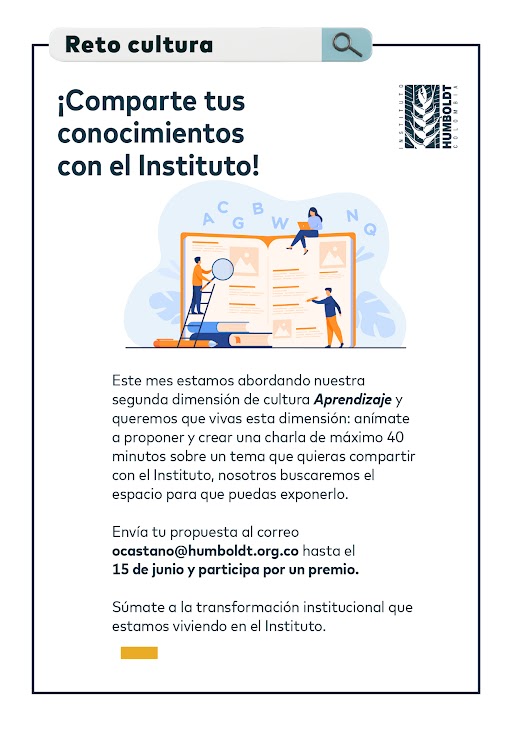 Reto cultura
¡Comparte tus
conocimientos
con el Instituto!
INSTITUTO
HUMBOLDT
COLOMBIA
A C G B W N Q
Este mes estamos abordando nuestra
segunda dimensión de cultura Aprendizaje y
queremos que vivas esta dimensión: anímate
a proponer y crear una charla de máximo 40
minutos sobre un tema que quieras compartir
con el Instituto, nosotros buscaremos el
espacio para que puedas exponerlo.
Envía tu propuesta al correo
ocastano@humboldt.org.co hasta el
15 de junio y participa por un premio.
Súmate a la transformación institucional que
estamos viviendo en el Instituto.